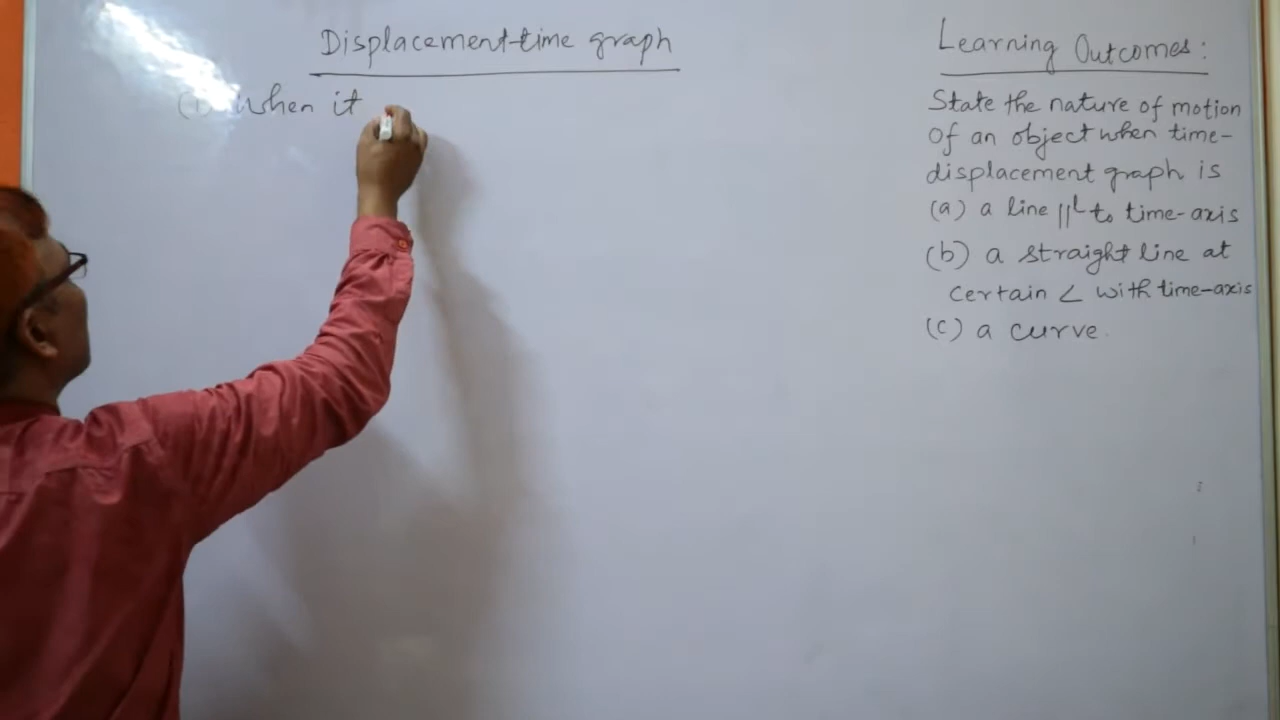 Displacement-time graph
(i) When it
Learning Outcomes:
State the nature of motion
Of an object when time-
displacement graph is
(a) a line ||l to time-axis
(b) a straight line at
certain ∠ with time-axis
(c) a curve.